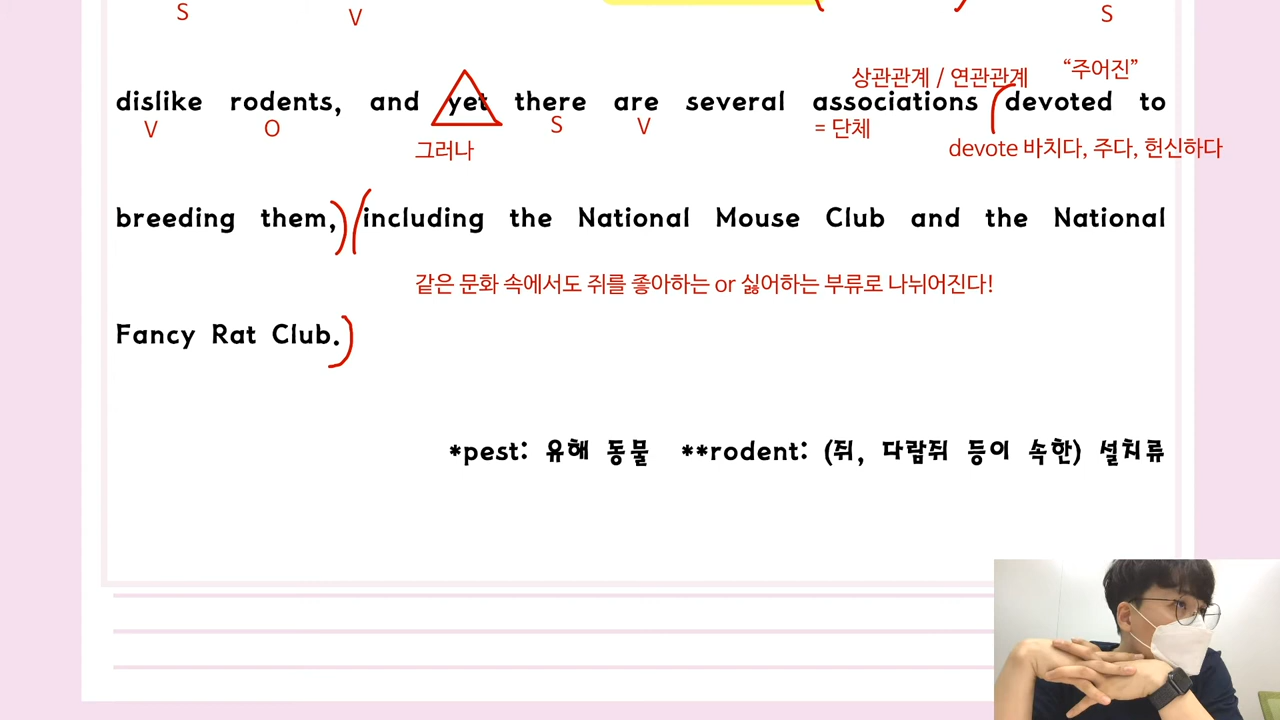 S V S
상관관계 / 연관관계 “주어진”
dislike rodents, and yet there are several associations devoted to
V O S V = 단체
그러나 devote 바치다, 주다, 헌신하다
breeding them, including the National Mouse Club and the National
같은 문화 속에서도 쥐를 좋아하는 or 싫어하는 부류로 나뉘어진다!
Fancy Rat Club.
*pest: 유해 동물 **rodent: (쥐, 다람쥐 등이 속한) 설치류